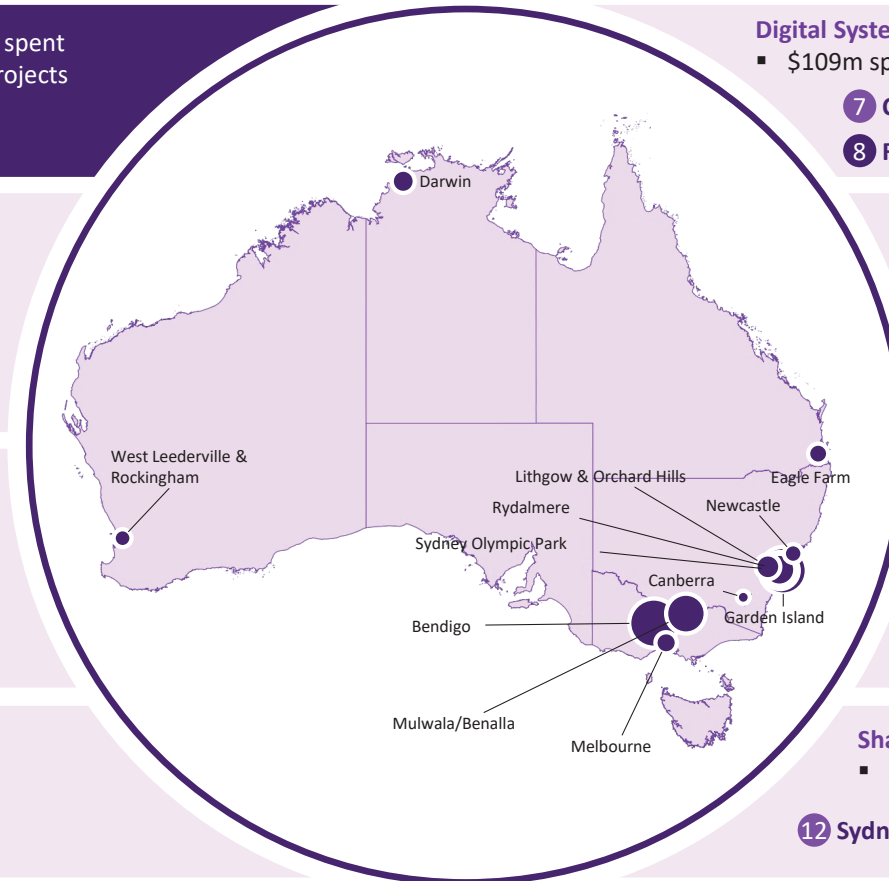 spent
rojects
Digital Syste
▪ $109m sp
7
8
Darwin
West Leederville &
Rockingham
Lithgow & Orchard Hills
Eagle Farm
Rydalmere
Newcastle
Sydney Olympic Park
Canberra
Garden Island
Bendigo
Mulwala/Benalla
Melbourne
Sha
▪
12 Sydn